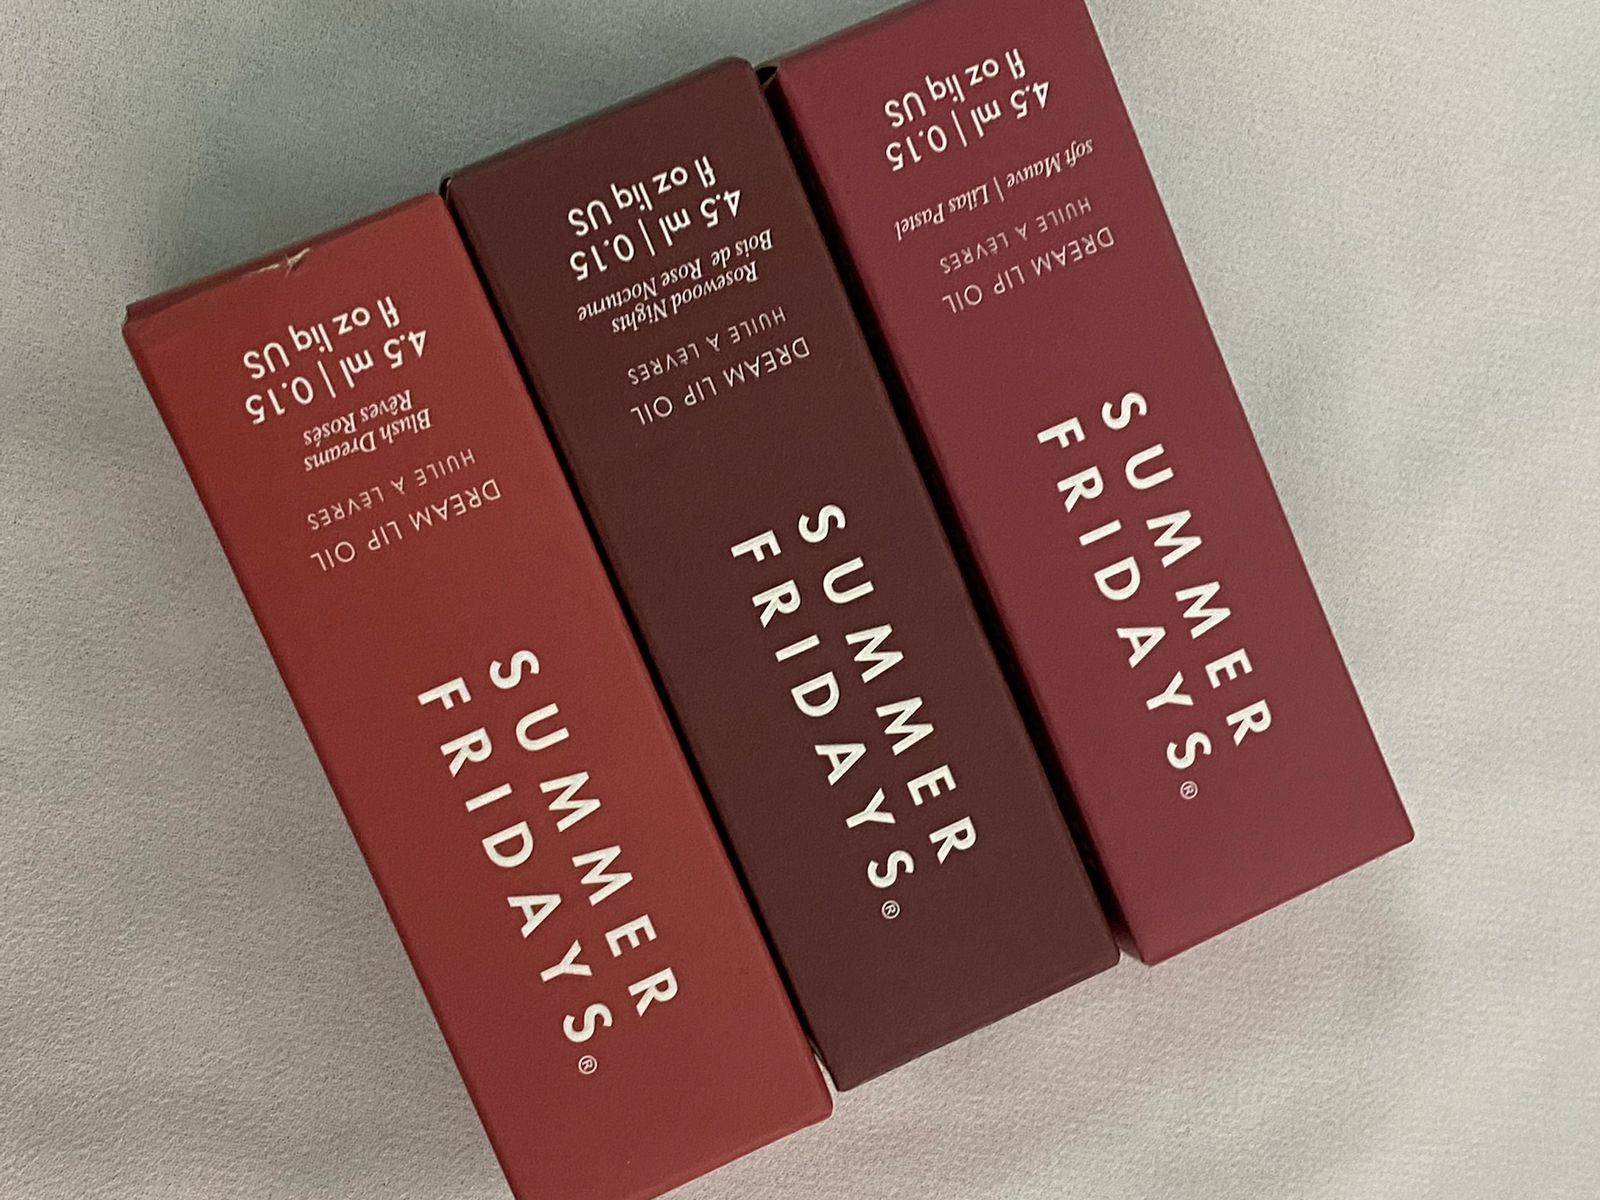 SUMMER
FRIDAYS®
DREAM LIP OIL
HUILE À LÈVRES
Blush Dreams
Rêves Rosés
4.5 ml | 0.15
fl oz liq US
SUMMER
FRIDAYS®
DREAM LIP OIL
HUILE À LÈVRES
Rosewood Nights
Bois de Rose Nocturne
4.5 ml | 0.15
fl oz liq US
SUMMER
FRIDAYS®
DREAM LIP OIL
HUILE À LÈVRES
soft Mauve | Lilas Pastel
4.5 ml | 0.15
fl oz liq US